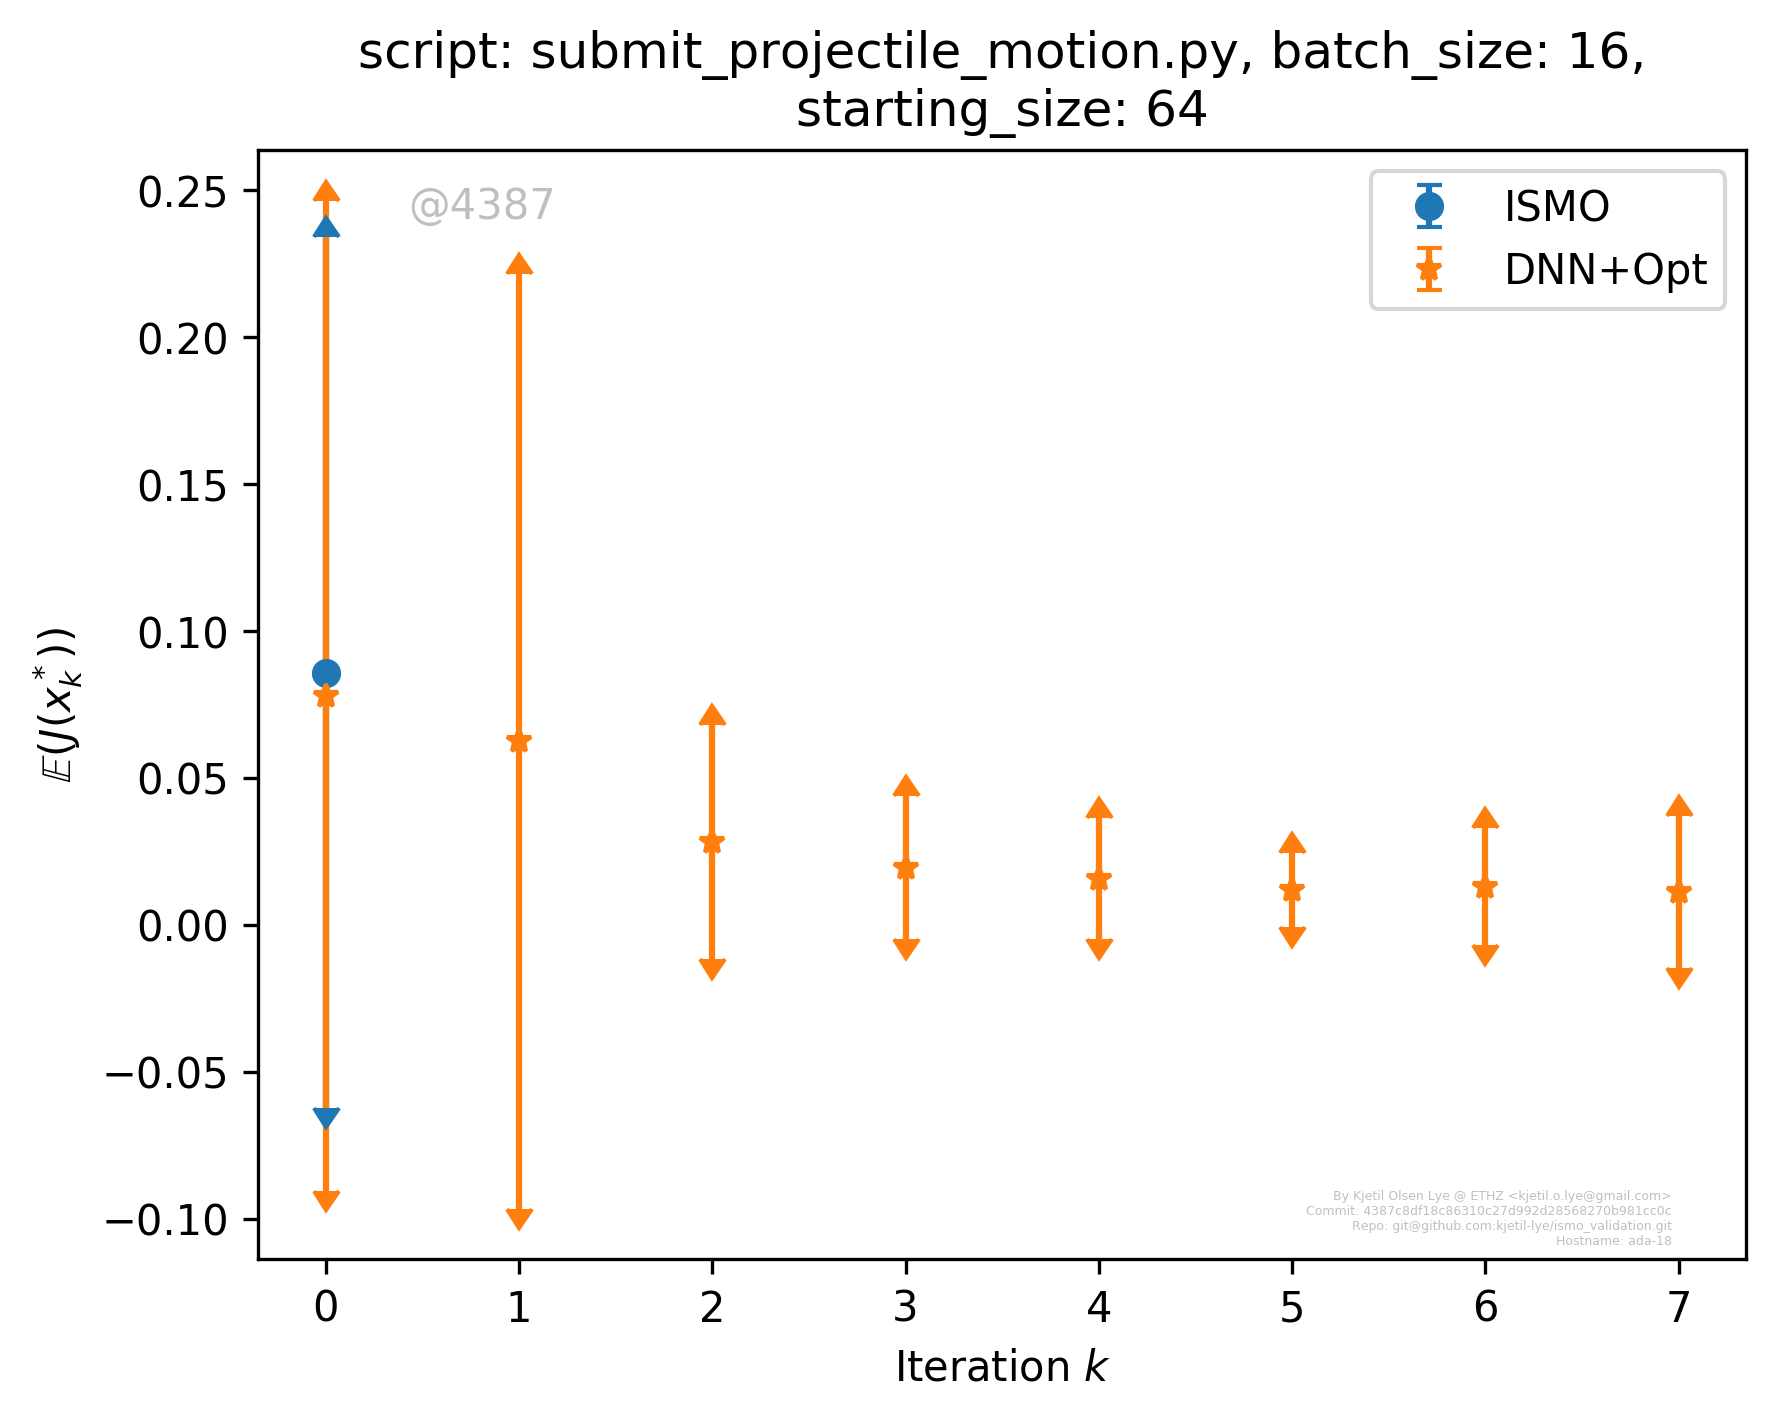 script: submit_projectile_motion.py, batch_size: 16,
starting_size: 64
@4387
ISMO
DNN+Opt
0.25
0.20
0.15
0.10
0.05
0.00
−0.05
−0.10
𝔼(J(x*k))
0 1 2 3 4 5 6 7
Iteration k
By Kjetil Olsen Lye @ ETHZ <kjetil.o.lye@gmail.com>
Commit: 4387c8df18c86310c27d992d28568270b981cc0c
Repo: git@github.com:kjetil-lye/ismo_validation.git
Hostname: ada-18